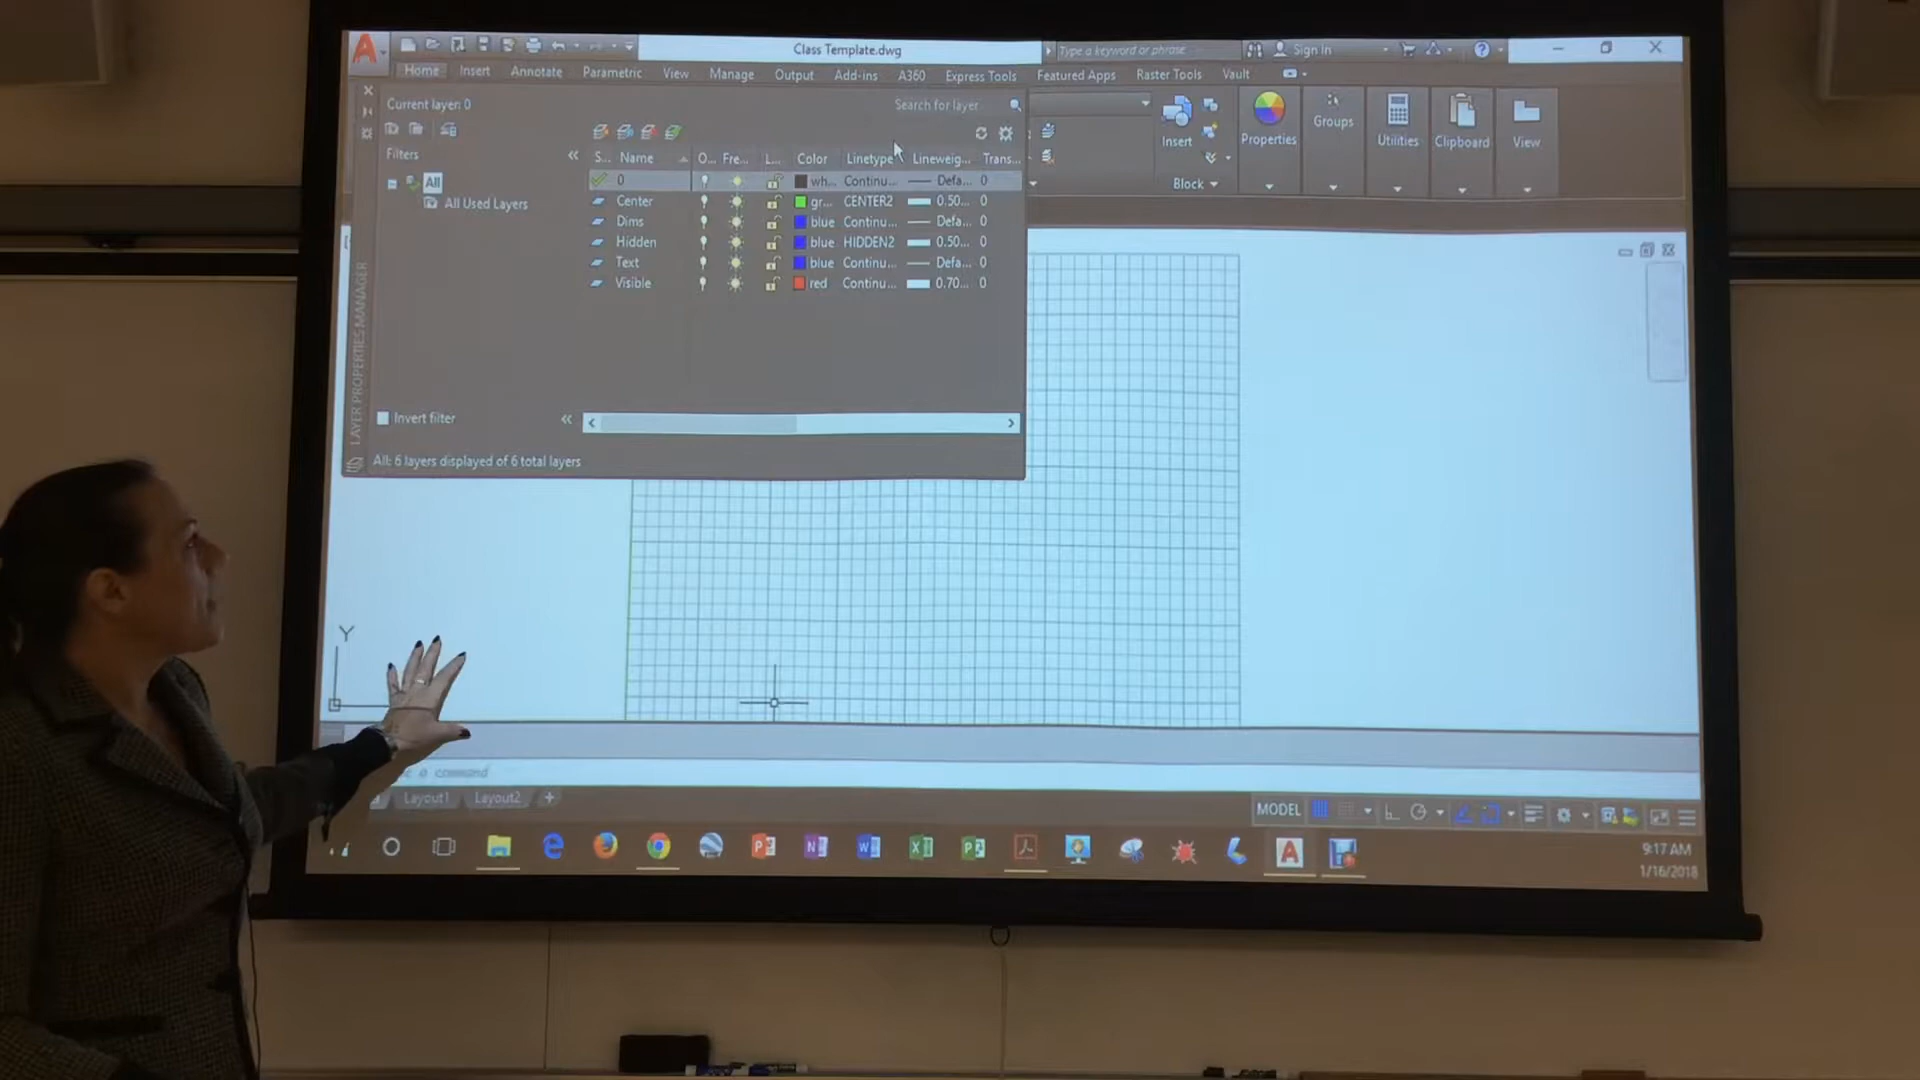 Class Template.dwg
Type a keyword or phrase
Sign In
Home Insert Annotate Parametric View Manage Output Add-ins A360 Express Tools Featured Apps Raster Tools Vault
Current layer: 0
Search for layer
Filters
All
All Used Layers
S... Name O... Fre... L... Color Linetype Lineweig... Trans...
0 wh... Continu... Defa... 0
Center gr... CENTER2 0.50... 0
Dims blue Continu... Defa... 0
Hidden blue HIDDEN2 0.50... 0
Text blue Continu... Defa... 0
Visible red Continu... 0.70... 0
Invert filter
All: 6 layers displayed of 6 total layers
LAYER PROPERTIES MANAGER
Insert
Block
Properties
Groups
Utilities
Clipboard
View
Y
a command
Layout1 Layout2 +
MODEL
9:17 AM
1/16/2018